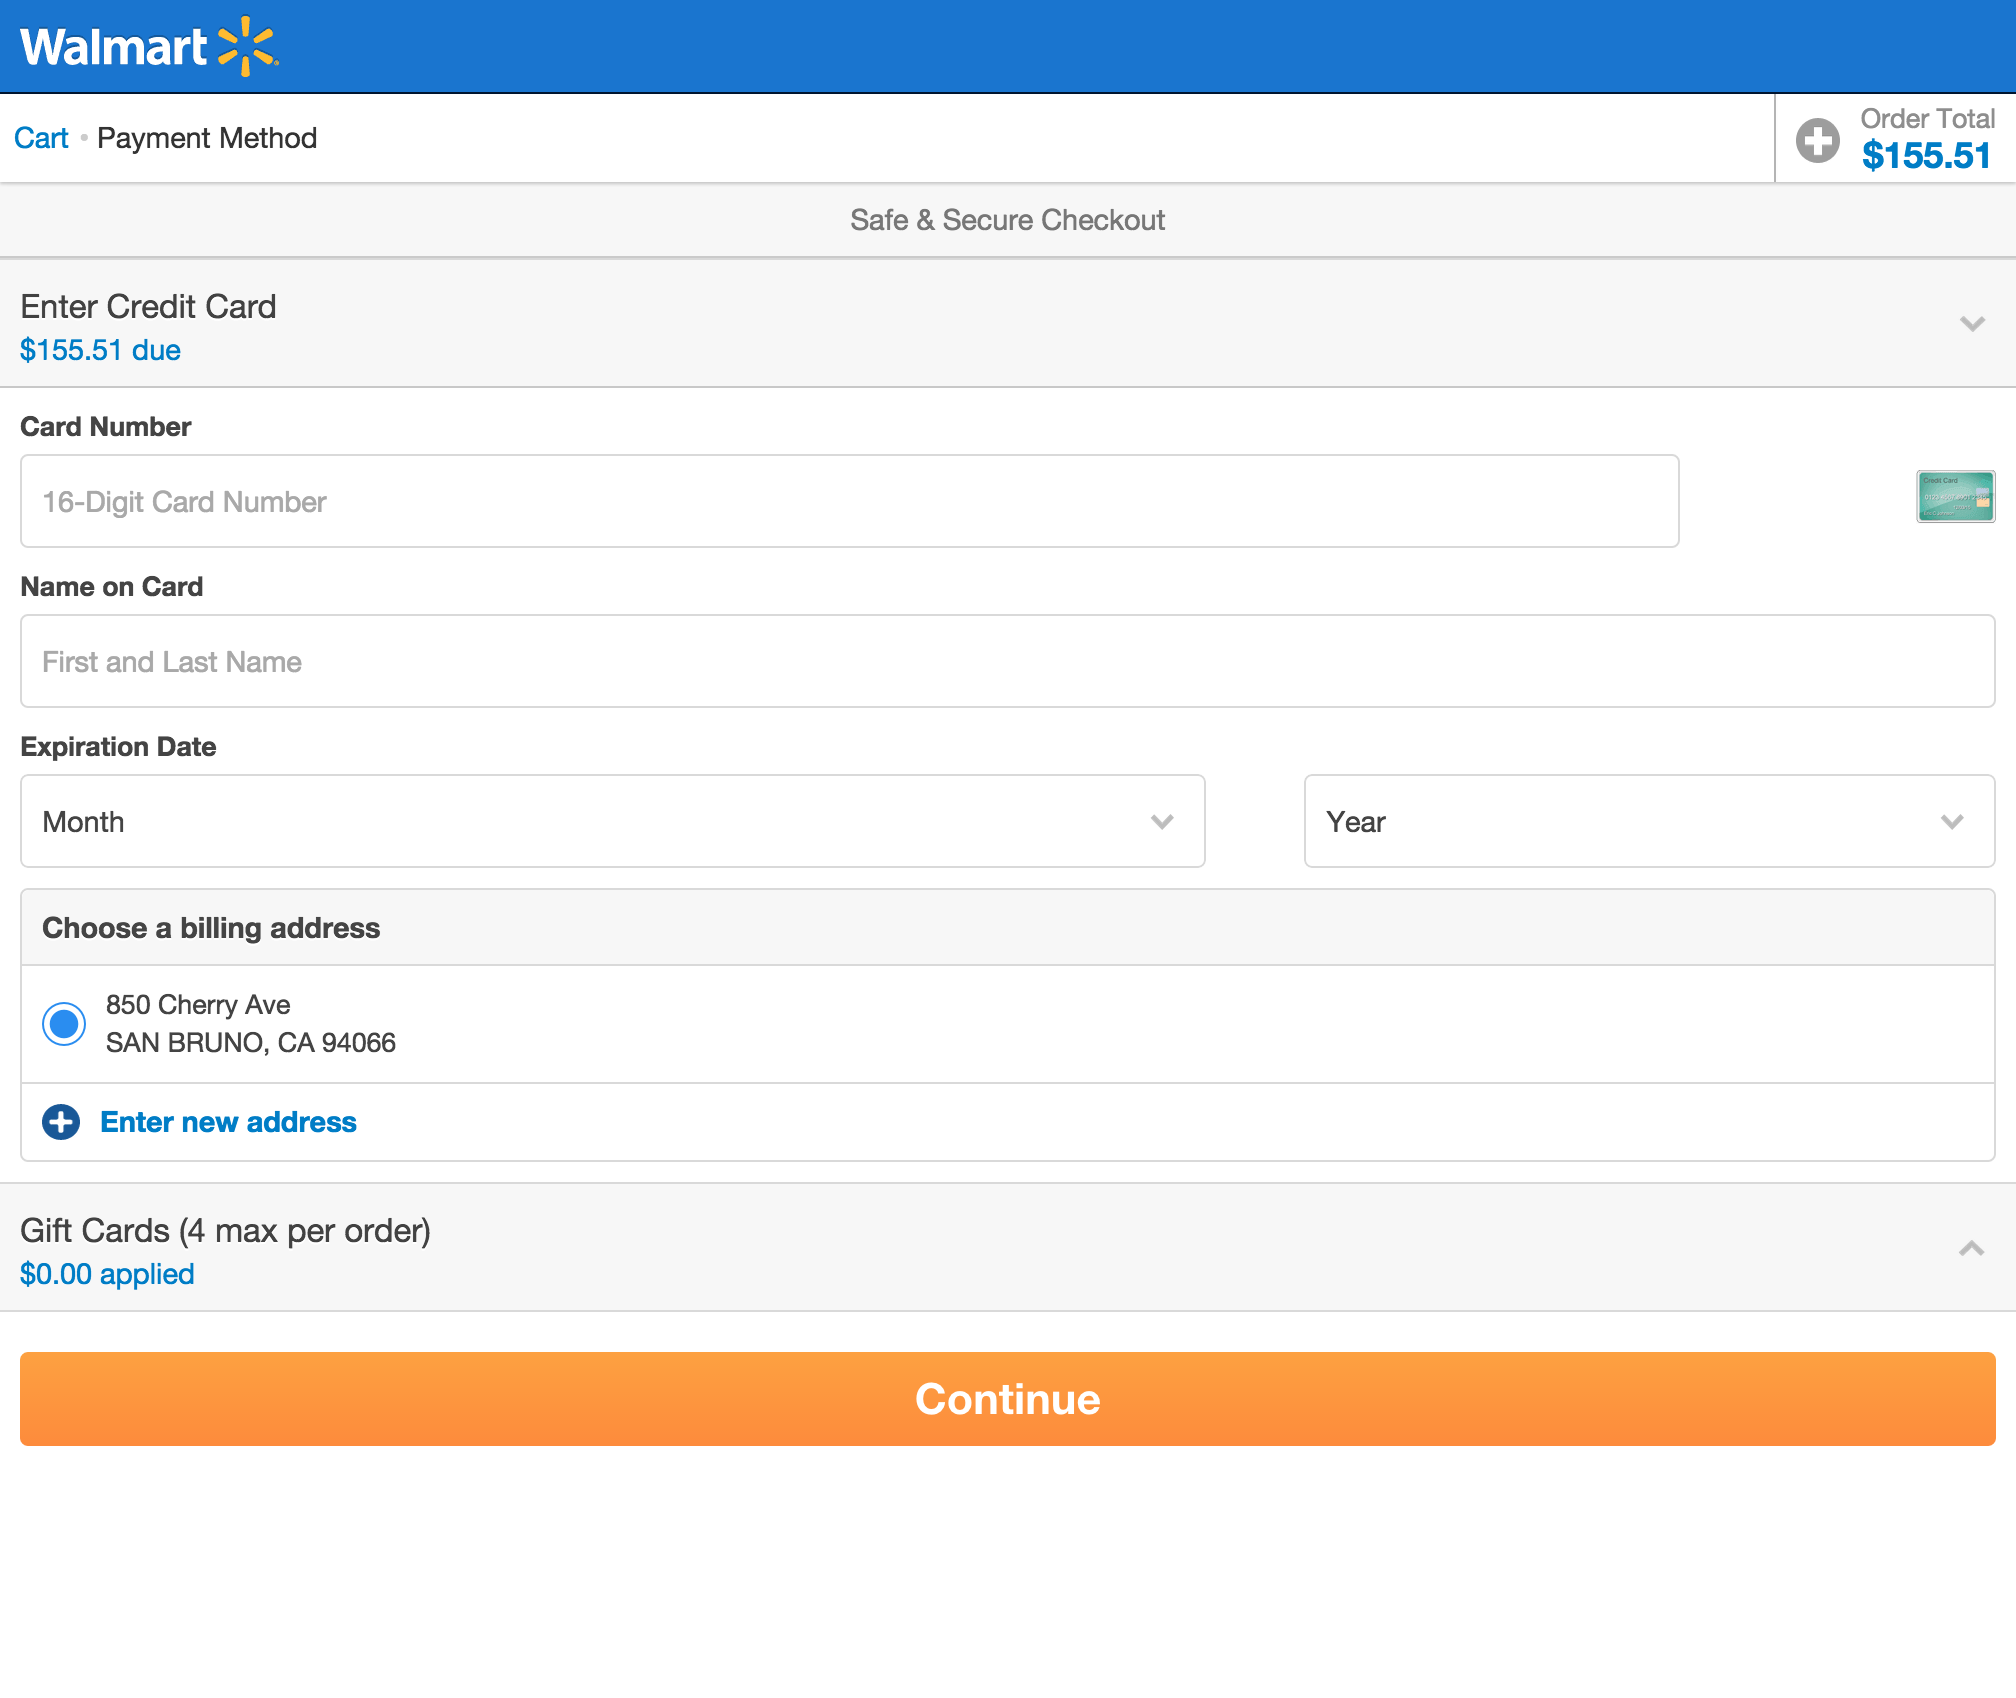 Walmart
Cart • Payment Method
Order Total
$155.51
Safe & Secure Checkout
Enter Credit Card
$155.51 due
Card Number
16-Digit Card Number
Credit Card
Name on Card
First and Last Name
Expiration Date
Month
Year
Choose a billing address
850 Cherry Ave
SAN BRUNO, CA 94066
Enter new address
Gift Cards (4 max per order)
$0.00 applied
Continue